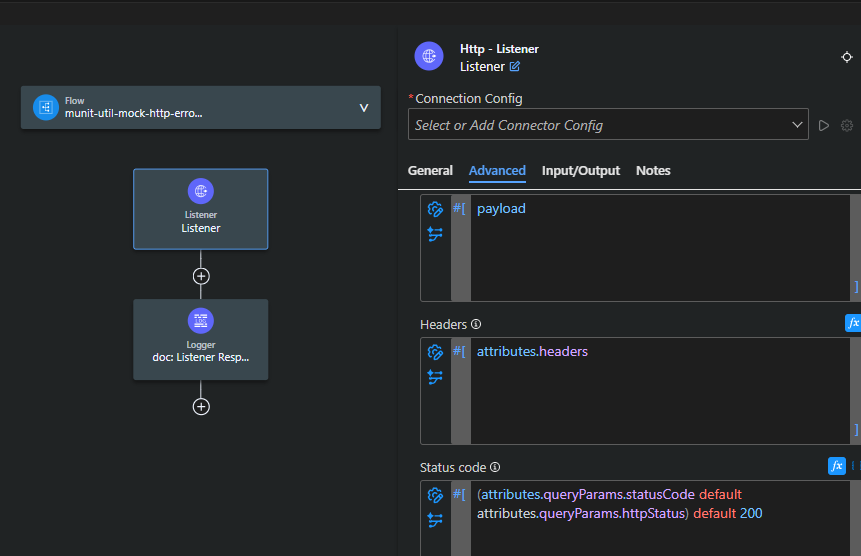 Flow
munit-util-mock-http-erro...
Listener
Listener
LOG
Logger
doc: Listener Resp...
Http - Listener
Listener
*Connection Config
Select or Add Connector Config
General Advanced Input/Output Notes
#[ payload
]
Headers
fx
#[ attributes.headers
]
Status code
fx
#[ (attributes.queryParams.statusCode default
attributes.queryParams.httpStatus) default 200